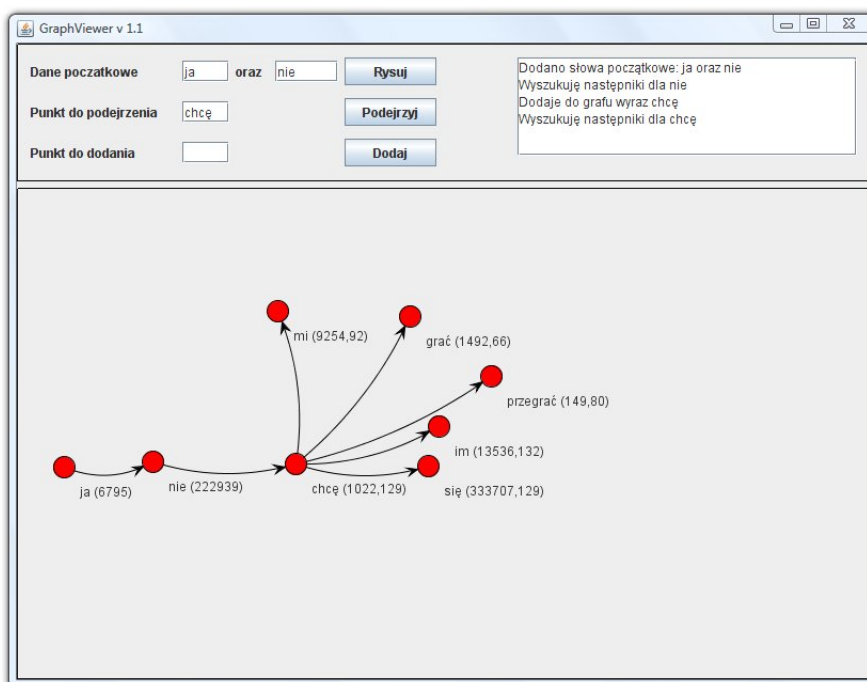 GraphViewer v 1.1
Dane poczatkowe ja oraz nie Rysuj
Punkt do podejrzenia chcę Podejrzyj
Punkt do dodania Dodaj
Dodano słowa początkowe: ja oraz nie
Wyszukuję następniki dla nie
Dodaje do grafu wyraz chcę
Wyszukuję następniki dla chcę
mi (9254,92)
grać (1492,66)
przegrać (149,80)
im (13536,132)
ja (6795)
nie (222939)
chcę (1022,129)
się (333707,129)